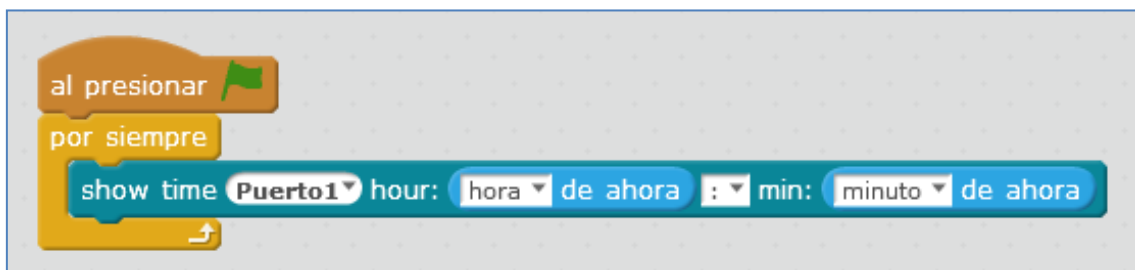 al presionar
por siempre
show time Puerto1 hour: hora de ahora : min: minuto de ahora